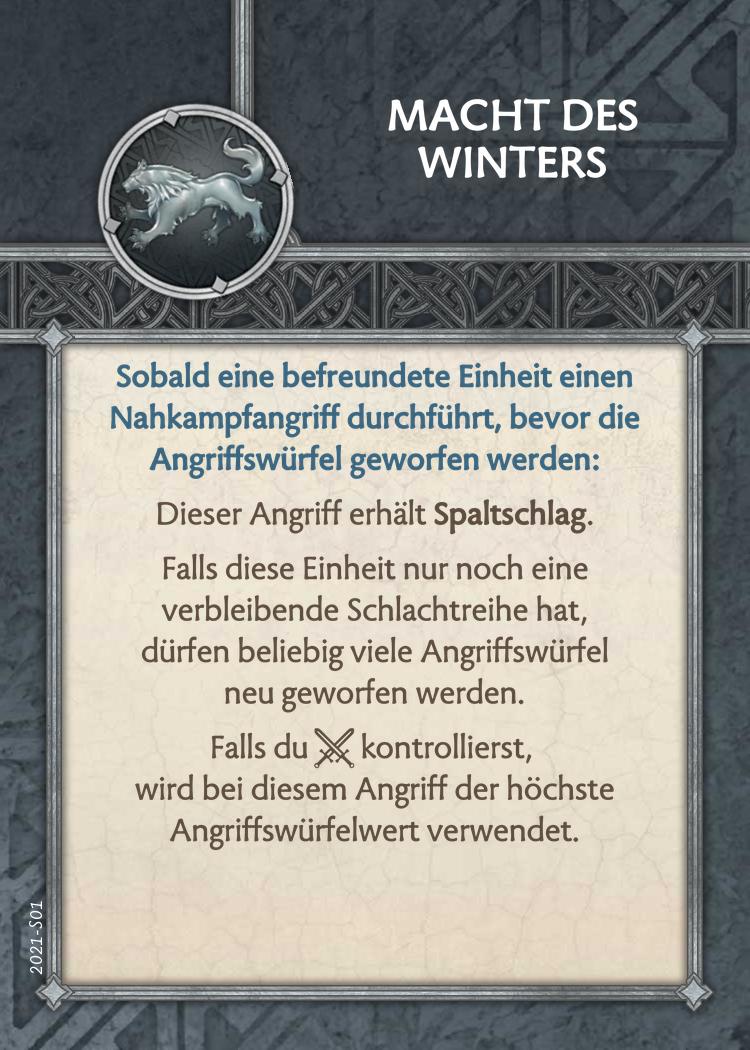 MACHT DES
WINTERS
Sobald eine befreundete Einheit einen
Nahkampfangriff durchführt, bevor die
Angriffswürfel geworfen werden:
Dieser Angriff erhält Spaltschlag.
Falls diese Einheit nur noch eine
verbleibende Schlachtreihe hat,
dürfen beliebig viele Angriffswürfel
neu geworfen werden.
Falls du kontrollierst,
wird bei diesem Angriff der höchste
Angriffswürfelwert verwendet.
2021-S01